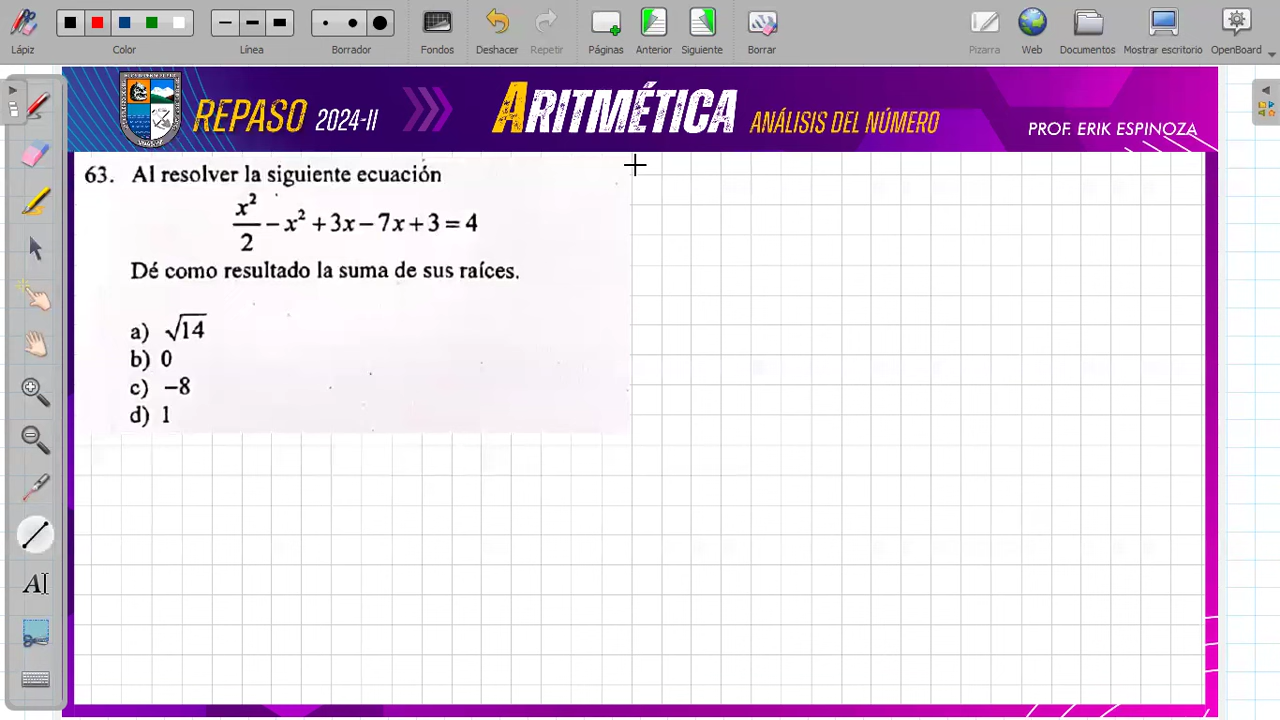 Lápiz
Color
Línea
Borrador
Fondos
Deshacer
Repetir
Páginas
Anterior
Siguiente
Borrar
Pizarra
Web
Documentos
Mostrar escritorio
OpenBoard
REPASO 2024-II
ARITMÉTICA ANÁLISIS DEL NÚMERO
PROF. ERIK ESPINOZA
63. Al resolver la siguiente ecuación
x²/2 − x² + 3x − 7x + 3 = 4
Dé como resultado la suma de sus raíces.
a) √14
b) 0
c) −8
d) 1